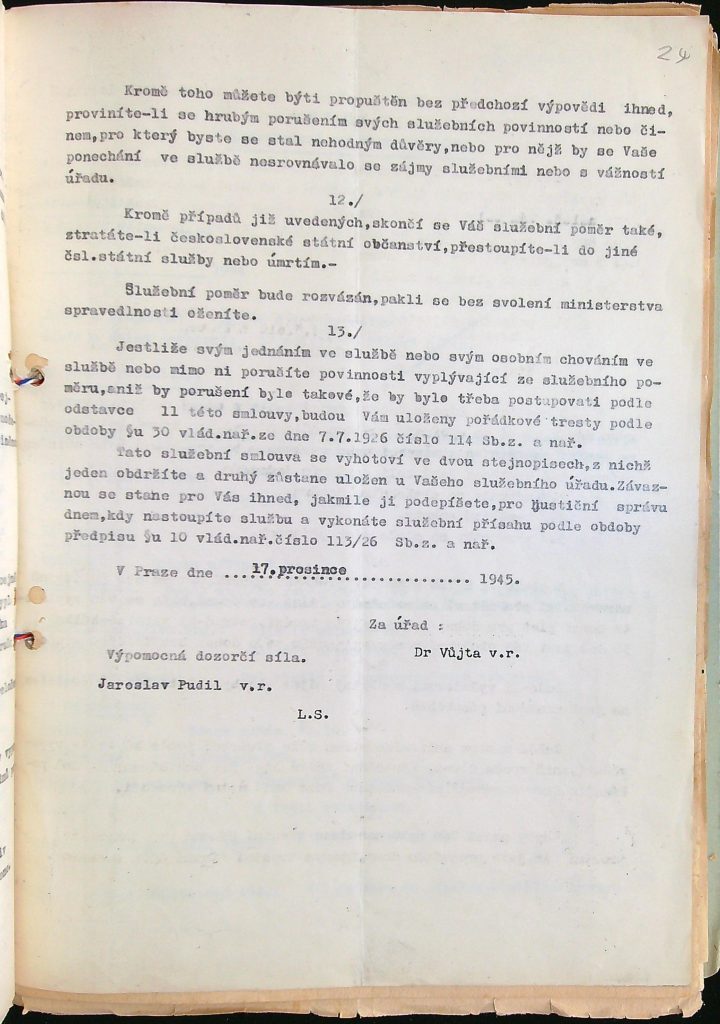 24
Kromě toho můžete býti propuštěn bez předchozí výpovědi ihned,
proviníte-li se hrubým porušením svých služebních povinností nebo či-
nem,pro který byste se stal nehodným důvěry,nebo pro nějž by se Vaše
ponechání ve službě nesrovnávalo se zájmy služebními nebo s vážností
úřadu.
12./
Kromě případů již uvedených,skončí se Váš služební poměr také,
ztratáte-li československé státní občanství,přestoupíte-li do jiné
čsl.státní služby nebo úmrtím.-
Služební poměr bude rozvázán,pakli se bez svolení ministerstva
spravedlnosti oženíte.
13./
Jestliže svým jednáním ve službě nebo svým osobním chováním ve
službě nebo mimo ni porušíte povinnosti vyplývající ze služebního po-
měru,aniž by porušení byle takové,že by bylo třeba postupovati podle
odstavce 11 této smlouvy,budou Vám uloženy pořádkové tresty podle
obdoby §u 30 vlád.nař.ze dne 7.7.1926 číslo 114 Sb.z. a nař.
Tato služební smlouva se vyhotoví ve dvou stejnopisech,z nichž
jeden obdržíte a druhý zůstane uložen u Vašeho služebního úřadu.Závaz-
nou se stane pro Vás ihned, jakmile ji podepíšete,pro justiční správu
dnem,kdy nastoupíte službu a vykonáte služební přísahu podle obdoby
předpisu §u 10 vlád.nař.číslo 113/26 Sb.z. a nař.
V Praze dne ...17.prosince................ 1945.
Za úřad :
Výpomocná dozorčí síla.
Dr Vůjta v.r.
Jaroslav Pudil v.r.
L.S.